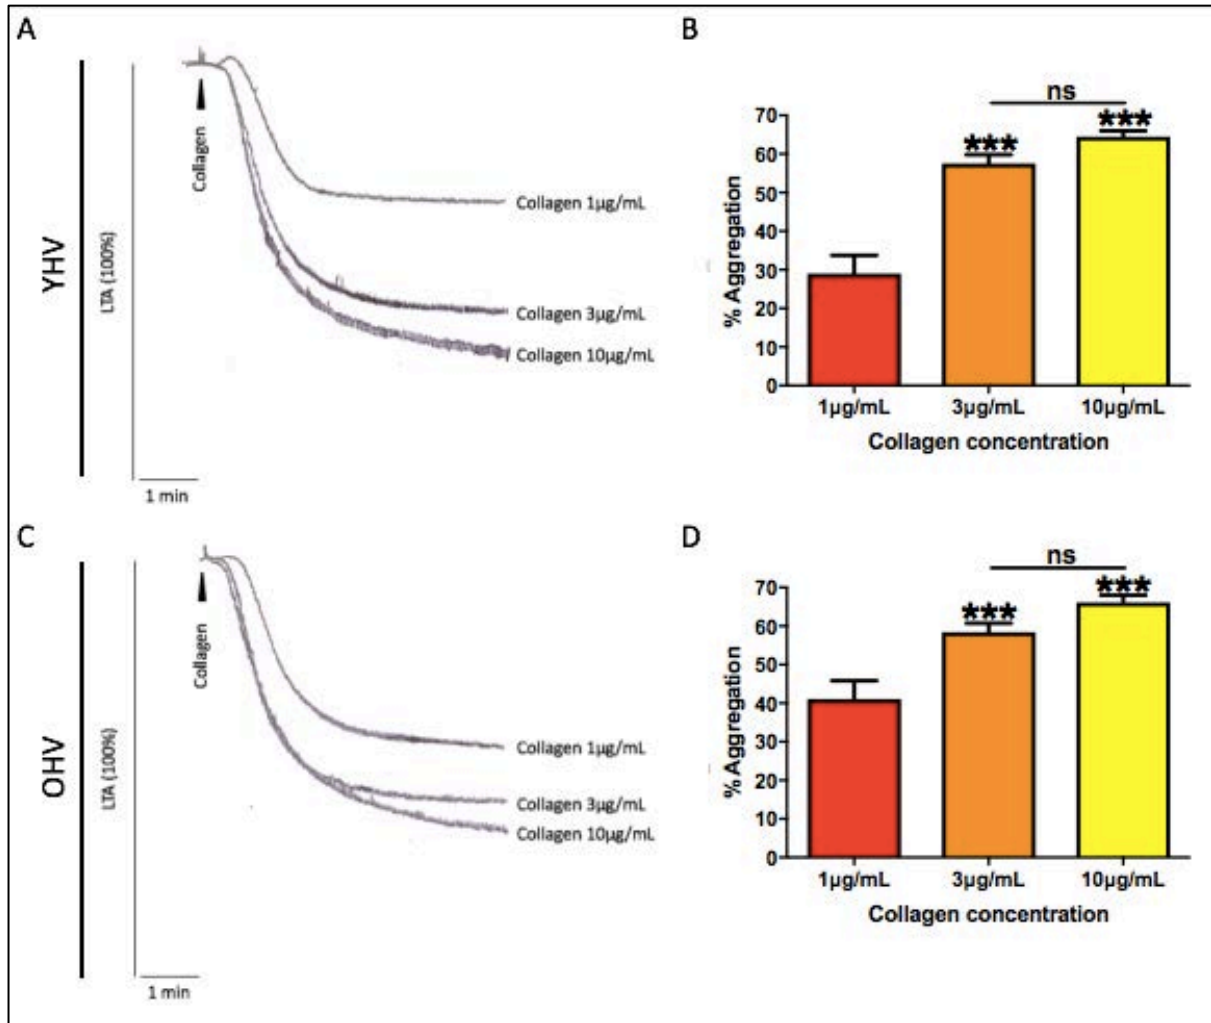 A
YHV
LTA (100%)
Collagen
Collagen 1µg/mL
Collagen 3µg/mL
Collagen 10µg/mL
1 min
B
ns
***
***
% Aggregation
70
60
50
40
30
20
10
0
1µg/mL 3µg/mL 10µg/mL
Collagen concentration
C
OHV
LTA (100%)
Collagen
Collagen 1µg/mL
Collagen 3µg/mL
Collagen 10µg/mL
1 min
D
ns
***
***
% Aggregation
70
60
50
40
30
20
10
0
1µg/mL 3µg/mL 10µg/mL
Collagen concentration